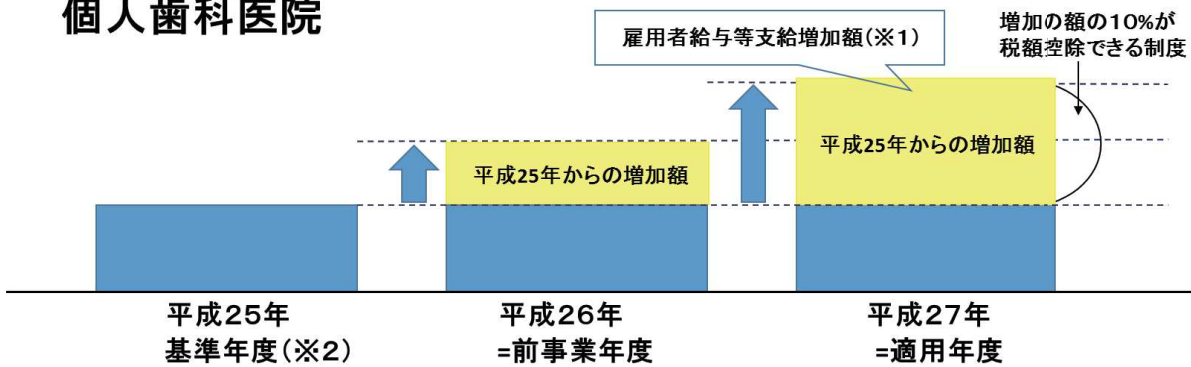 個人歯科医院
雇用者給与等支給増加額(※1)
増加の額の10%が
税額控除できる制度
平成25年からの増加額
平成25年からの増加額
平成25年
基準年度(※2)
平成26年
=前事業年度
平成27年
=適用年度